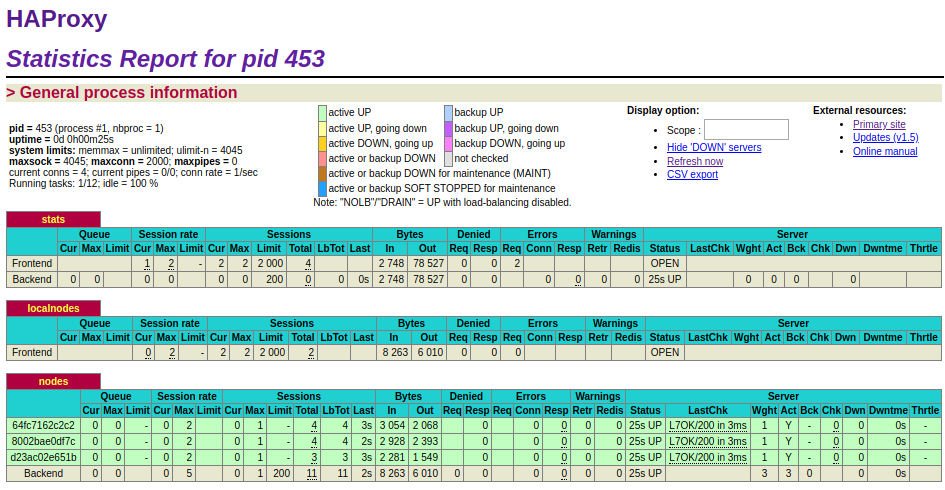 HAProxy
Statistics Report for pid 453
> General process information
pid = 453 (process #1, nbproc = 1)
uptime = 0d 0h00m25s
system limits: memmax = unlimited; ulimit-n = 4045
maxsock = 4045; maxconn = 2000; maxpipes = 0
current conns = 4; current pipes = 0/0; conn rate = 1/sec
Running tasks: 1/12; idle = 100 %
active UP backup UP
active UP, going down backup UP, going down
active DOWN, going up backup DOWN, going up
active or backup DOWN not checked
active or backup DOWN for maintenance (MAINT)
active or backup SOFT STOPPED for maintenance
Note: "NOLB"/"DRAIN" = UP with load-balancing disabled.
Display option:
• Scope :
• Hide 'DOWN' servers
• Refresh now
• CSV export
External resources:
• Primary site
• Updates (v1.5)
• Online manual
stats
Queue Session rate Sessions Bytes Denied Errors Warnings Server
Cur Max Limit Cur Max Limit Cur Max Limit Total LbTot Last In Out Req Resp Req Conn Resp Retr Redis Status LastChk Wght Act Bck Chk Dwn Dwntme Thrtle
Frontend 1 2 - 2 2 2 000 4 2 748 78 527 0 0 2 OPEN
Backend 0 0 0 0 0 0 200 0 0 0s 2 748 78 527 0 0 0 0 0 0 25s UP 0 0 0 0
localnodes
Queue Session rate Sessions Bytes Denied Errors Warnings Server
Cur Max Limit Cur Max Limit Cur Max Limit Total LbTot Last In Out Req Resp Req Conn Resp Retr Redis Status LastChk Wght Act Bck Chk Dwn Dwntme Thrtle
Frontend 0 2 - 2 2 2 000 2 8 263 6 010 0 0 0 OPEN
nodes
Queue Session rate Sessions Bytes Denied Errors Warnings Server
Cur Max Limit Cur Max Limit Cur Max Limit Total LbTot Last In Out Req Resp Req Conn Resp Retr Redis Status LastChk Wght Act Bck Chk Dwn Dwntme Thrtle
64fc7162c2c2 0 0 - 0 2 0 1 - 4 4 3s 3 054 2 068 0 0 0 0 0 25s UP L7OK/200 in 3ms 1 Y - 0 0 0s -
8002bae0df7c 0 0 - 0 2 0 1 - 4 4 2s 2 928 2 393 0 0 0 0 0 25s UP L7OK/200 in 3ms 1 Y - 0 0 0s -
d23ac02e651b 0 0 - 0 2 0 1 - 3 3 3s 2 281 1 549 0 0 0 0 0 25s UP L7OK/200 in 3ms 1 Y - 0 0 0s -
Backend 0 0 0 5 0 1 200 11 11 2s 8 263 6 010 0 0 0 0 0 0 25s UP 3 3 0 0 0s